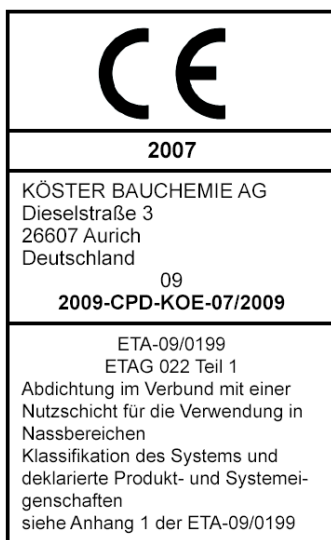 CE
2007
KÖSTER BAUCHEMIE AG
Dieselstraße 3
26607 Aurich
Deutschland
09
2009-CPD-KOE-07/2009
ETA-09/0199
ETAG 022 Teil 1
Abdichtung im Verbund mit einer
Nutzschicht für die Verwendung in
Nassbereichen
Klassifikation des Systems und
deklarierte Produkt- und Systemei-
genschaften
siehe Anhang 1 der ETA-09/0199